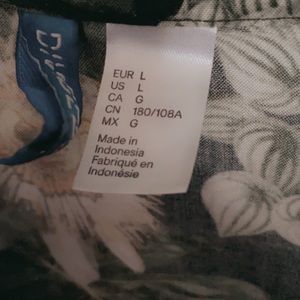 EUR L
US L
CA G
CN 180/108A
MX G
Made in
Indonesia
Fabriqué en
Indonésie